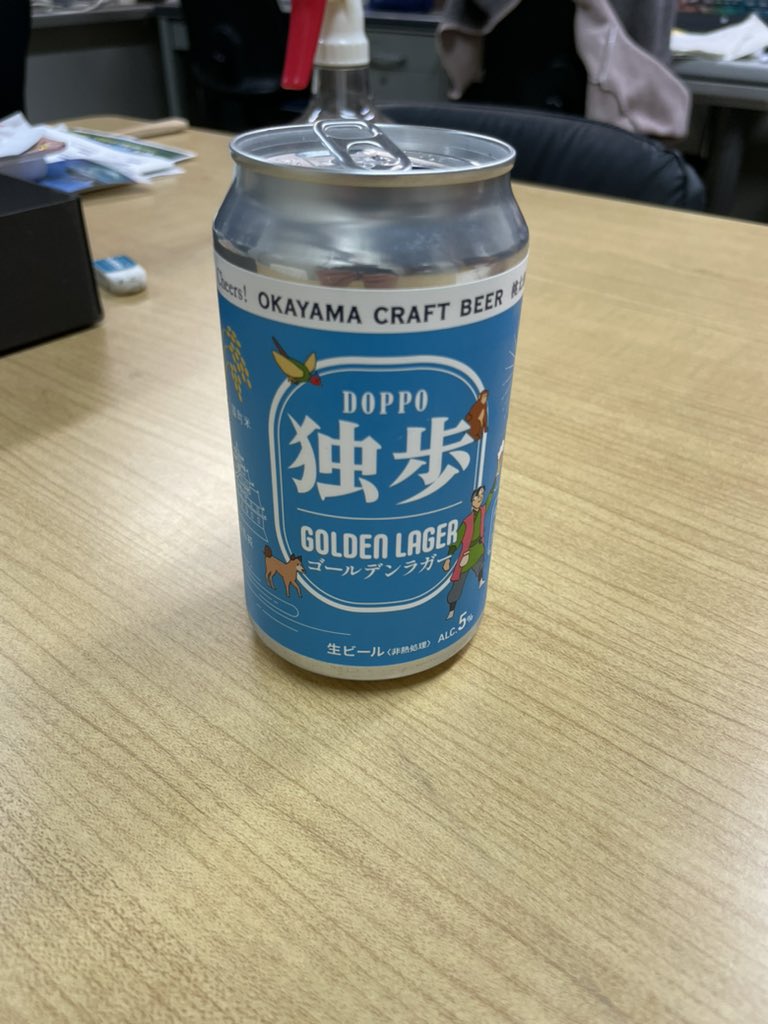 Cheers! OKAYAMA CRAFT BEER
DOPPO
独歩
GOLDEN LAGER
ゴールデンラガー
生ビール〈非熱処理〉 ALC.5%